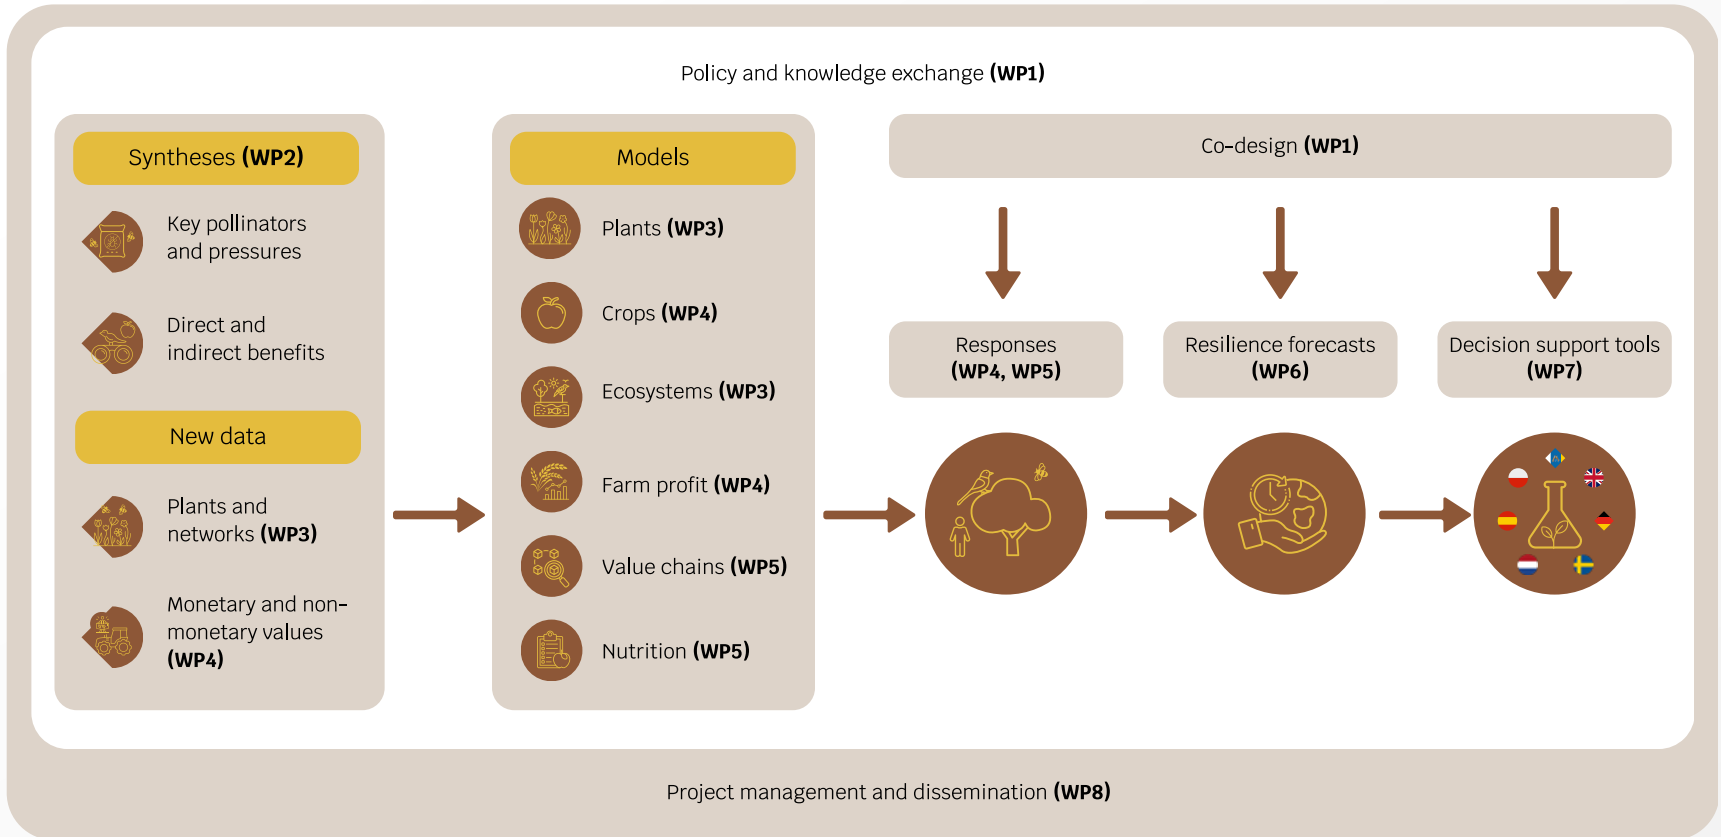 Policy and knowledge exchange (WP1)
Syntheses (WP2)
Key pollinators
and pressures
Direct and
indirect benefits
New data
Plants and
networks (WP3)
Monetary and non-
monetary values
(WP4)
Models
Plants (WP3)
Crops (WP4)
Ecosystems (WP3)
Farm profit (WP4)
Value chains (WP5)
Nutrition (WP5)
Co-design (WP1)
Responses
(WP4, WP5)
Resilience forecasts
(WP6)
Decision support tools
(WP7)
Project management and dissemination (WP8)